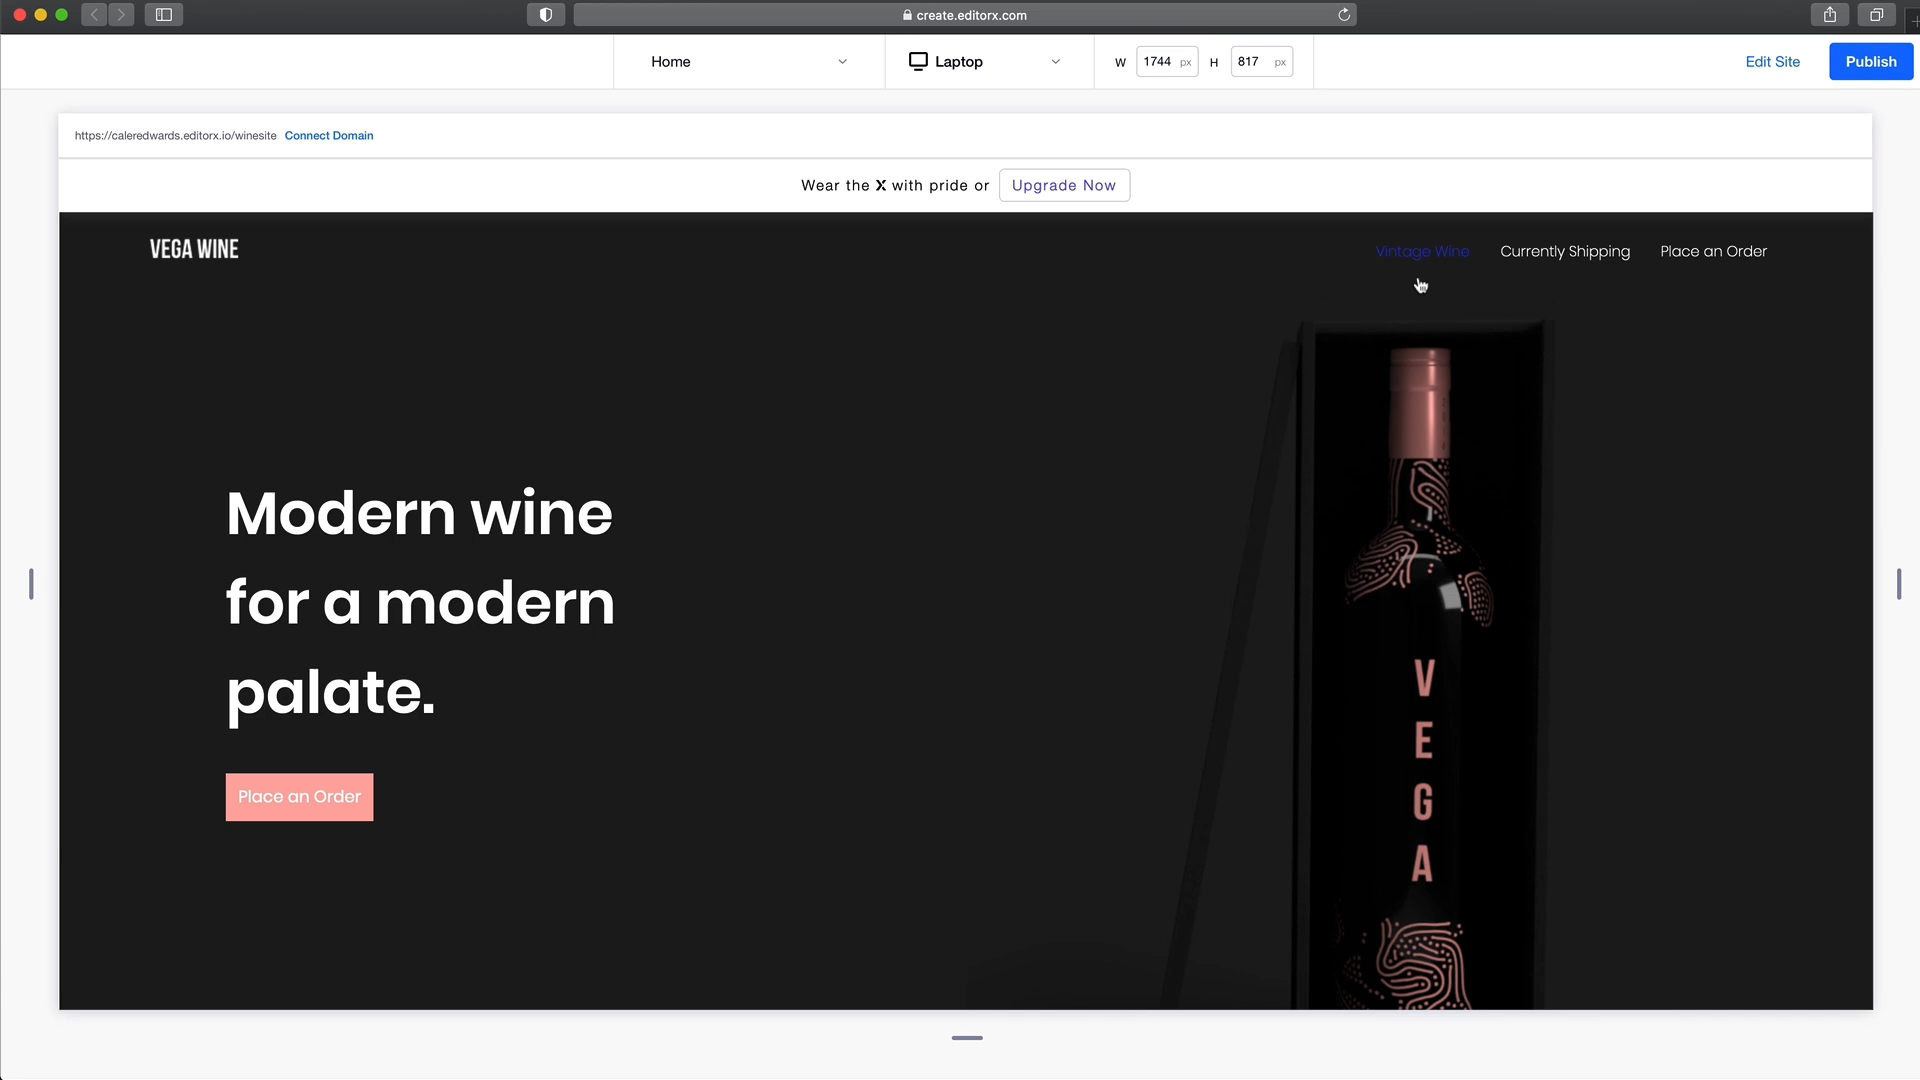 create.editorx.com
Home
Laptop
W 1744 px H 817 px
Edit Site
Publish
https://caleredwards.editorx.io/winesite Connect Domain
Wear the X with pride or Upgrade Now
VEGA WINE
Vintage Wine
Currently Shipping
Place an Order
Modern wine
for a modern
palate.
Place an Order
VEGA